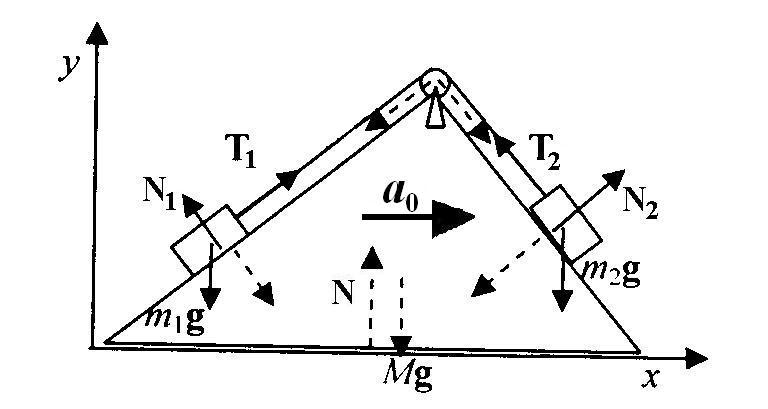 y
T₁
T₂
N₁
a₀
N₂
N
m₁g
m₂g
Mg
x